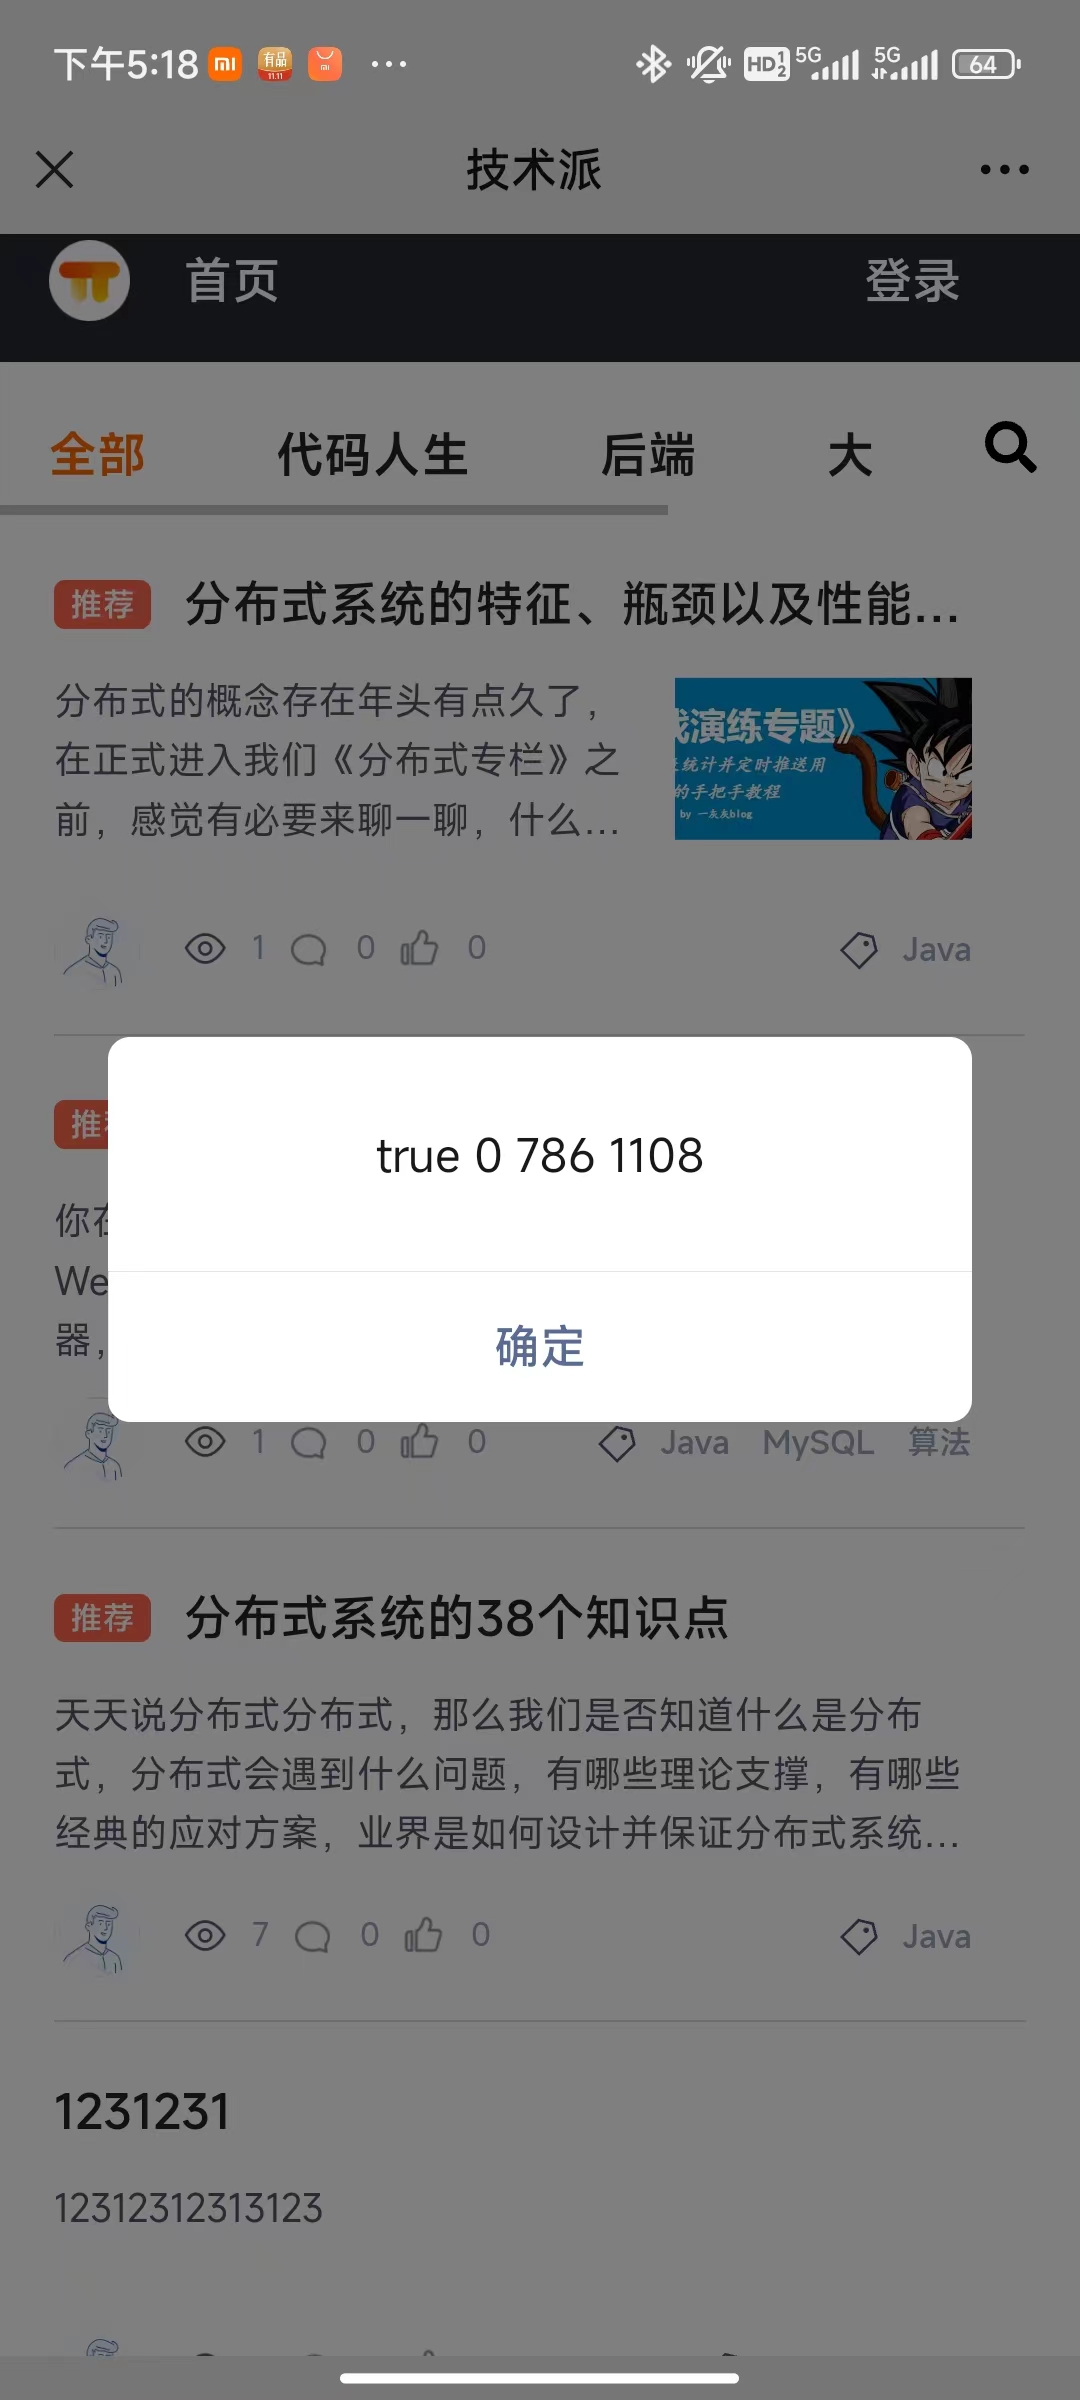 下午5:18
有品
11.11
HD 1 2
5G
5G
64
技术派
首页
登录
全部
代码人生
后端
大
推荐
分布式系统的特征、瓶颈以及性能...
分布式的概念存在年头有点久了，
在正式进入我们《分布式专栏》之
前，感觉有必要来聊一聊，什么...
演练专题》
统计并定时推送用
的手把手教程
by 一灰灰blog
1
0
0
Java
推
true 0 786 1108
你
We
器，
确定
1
0
0
Java
MySQL
算法
推荐
分布式系统的38个知识点
天天说分布式分布式，那么我们是否知道什么是分布
式，分布式会遇到什么问题，有哪些理论支撑，有哪些
经典的应对方案，业界是如何设计并保证分布式系统...
7
0
0
Java
1231231
12312312313123